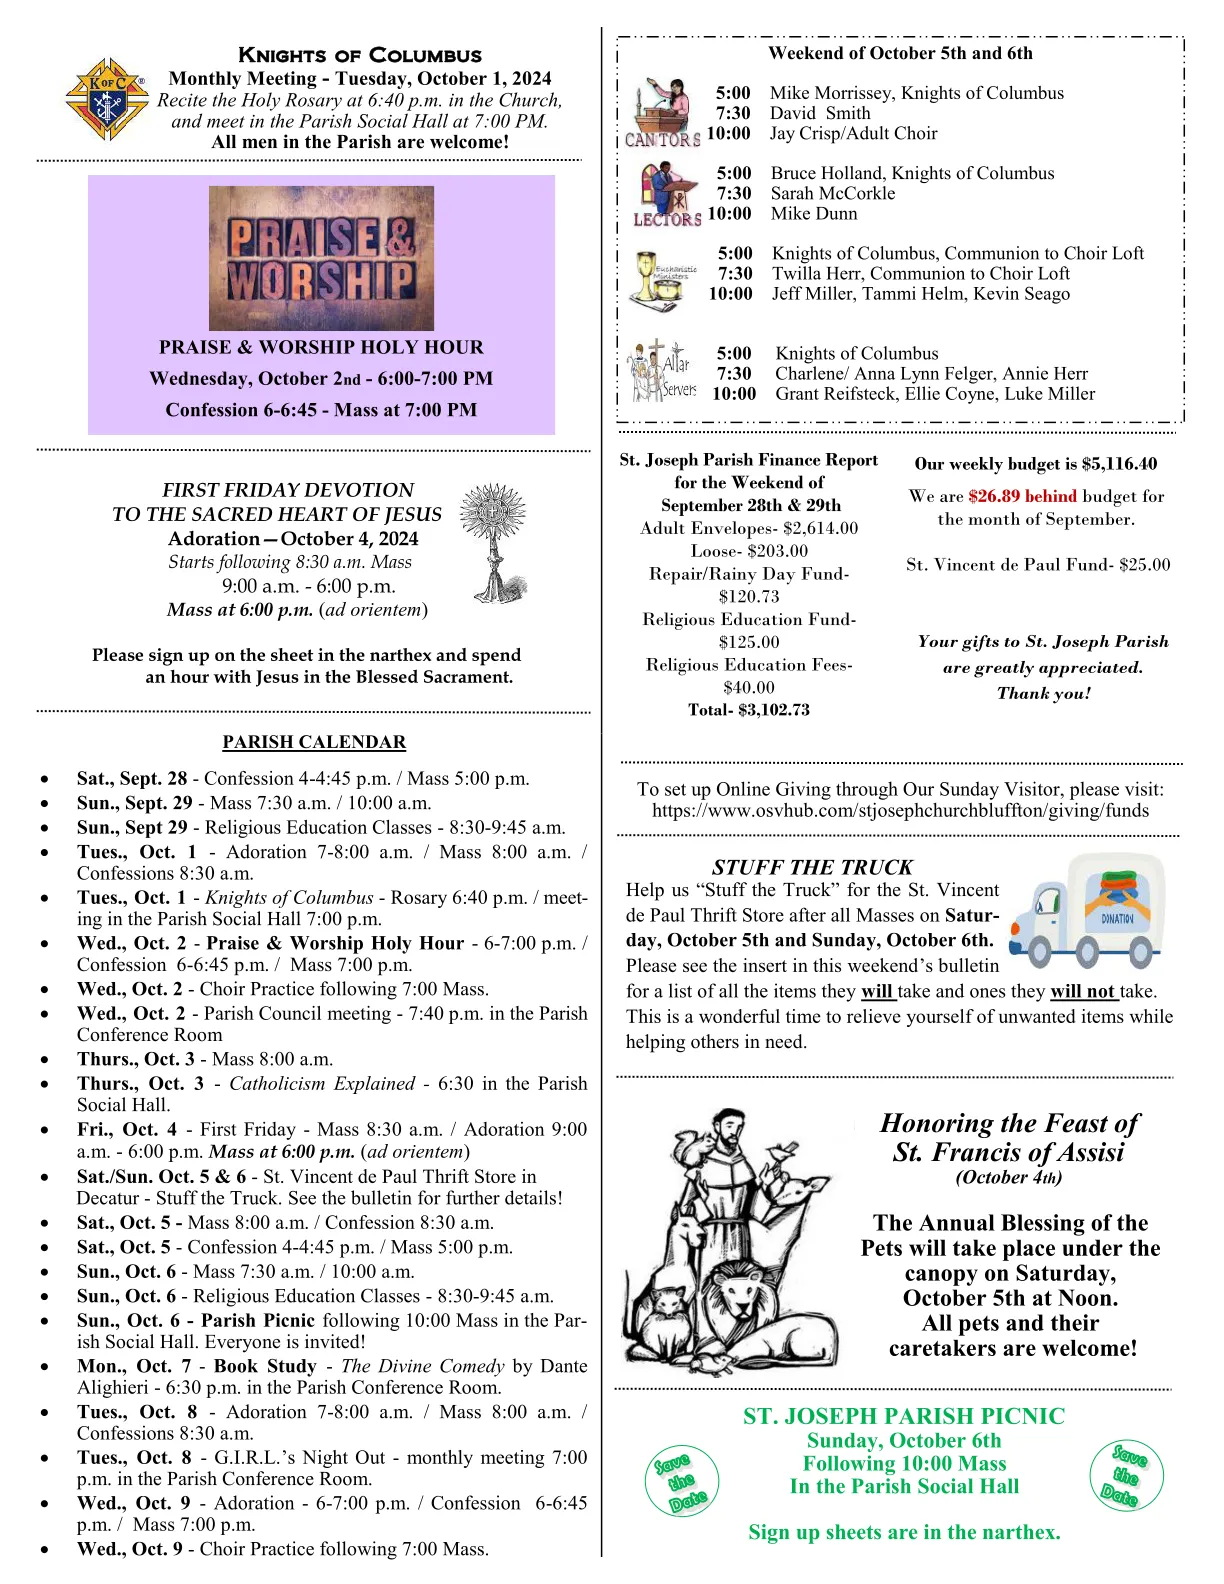 KNIGHTS OF COLUMBUS
K OF C ®
Monthly Meeting - Tuesday, October 1, 2024
Recite the Holy Rosary at 6:40 p.m. in the Church,
and meet in the Parish Social Hall at 7:00 PM.
All men in the Parish are welcome!
PRAISE &
WORSHIP
PRAISE & WORSHIP HOLY HOUR
Wednesday, October 2nd - 6:00-7:00 PM
Confession 6-6:45 - Mass at 7:00 PM
FIRST FRIDAY DEVOTION
TO THE SACRED HEART OF JESUS
Adoration—October 4, 2024
Starts following 8:30 a.m. Mass
9:00 a.m. - 6:00 p.m.
Mass at 6:00 p.m. (ad orientem)
Please sign up on the sheet in the narthex and spend
an hour with Jesus in the Blessed Sacrament.
PARISH CALENDAR
• Sat., Sept. 28 - Confession 4-4:45 p.m. / Mass 5:00 p.m.
• Sun., Sept. 29 - Mass 7:30 a.m. / 10:00 a.m.
• Sun., Sept 29 - Religious Education Classes - 8:30-9:45 a.m.
• Tues., Oct. 1 - Adoration 7-8:00 a.m. / Mass 8:00 a.m. /
Confessions 8:30 a.m.
• Tues., Oct. 1 - Knights of Columbus - Rosary 6:40 p.m. / meet-
ing in the Parish Social Hall 7:00 p.m.
• Wed., Oct. 2 - Praise & Worship Holy Hour - 6-7:00 p.m. /
Confession 6-6:45 p.m. / Mass 7:00 p.m.
• Wed., Oct. 2 - Choir Practice following 7:00 Mass.
• Wed., Oct. 2 - Parish Council meeting - 7:40 p.m. in the Parish
Conference Room
• Thurs., Oct. 3 - Mass 8:00 a.m.
• Thurs., Oct. 3 - Catholicism Explained - 6:30 in the Parish
Social Hall.
• Fri., Oct. 4 - First Friday - Mass 8:30 a.m. / Adoration 9:00
a.m. - 6:00 p.m. Mass at 6:00 p.m. (ad orientem)
• Sat./Sun. Oct. 5 & 6 - St. Vincent de Paul Thrift Store in
Decatur - Stuff the Truck. See the bulletin for further details!
• Sat., Oct. 5 - Mass 8:00 a.m. / Confession 8:30 a.m.
• Sat., Oct. 5 - Confession 4-4:45 p.m. / Mass 5:00 p.m.
• Sun., Oct. 6 - Mass 7:30 a.m. / 10:00 a.m.
• Sun., Oct. 6 - Religious Education Classes - 8:30-9:45 a.m.
• Sun., Oct. 6 - Parish Picnic following 10:00 Mass in the Par-
ish Social Hall. Everyone is invited!
• Mon., Oct. 7 - Book Study - The Divine Comedy by Dante
Alighieri - 6:30 p.m. in the Parish Conference Room.
• Tues., Oct. 8 - Adoration 7-8:00 a.m. / Mass 8:00 a.m. /
Confessions 8:30 a.m.
• Tues., Oct. 8 - G.I.R.L.'s Night Out - monthly meeting 7:00
p.m. in the Parish Conference Room.
• Wed., Oct. 9 - Adoration - 6-7:00 p.m. / Confession 6-6:45
p.m. / Mass 7:00 p.m.
• Wed., Oct. 9 - Choir Practice following 7:00 Mass.
Weekend of October 5th and 6th
CANTORS
5:00 Mike Morrissey, Knights of Columbus
7:30 David Smith
10:00 Jay Crisp/Adult Choir
LECTORS
5:00 Bruce Holland, Knights of Columbus
7:30 Sarah McCorkle
10:00 Mike Dunn
Eucharistic
Ministers
5:00 Knights of Columbus, Communion to Choir Loft
7:30 Twilla Herr, Communion to Choir Loft
10:00 Jeff Miller, Tammi Helm, Kevin Seago
Altar
Servers
5:00 Knights of Columbus
7:30 Charlene/ Anna Lynn Felger, Annie Herr
10:00 Grant Reifsteck, Ellie Coyne, Luke Miller
St. Joseph Parish Finance Report
for the Weekend of
September 28th & 29th
Adult Envelopes- $2,614.00
Loose- $203.00
Repair/Rainy Day Fund-
$120.73
Religious Education Fund-
$125.00
Religious Education Fees-
$40.00
Total- $3,102.73
Our weekly budget is $5,116.40
We are $26.89 behind budget for
the month of September.
St. Vincent de Paul Fund- $25.00
Your gifts to St. Joseph Parish
are greatly appreciated.
Thank you!
To set up Online Giving through Our Sunday Visitor, please visit:
https://www.osvhub.com/stjosephchurchbluffton/giving/funds
STUFF THE TRUCK
Help us “Stuff the Truck” for the St. Vincent
de Paul Thrift Store after all Masses on Satur-
day, October 5th and Sunday, October 6th.
Please see the insert in this weekend’s bulletin
for a list of all the items they will take and ones they will not take.
This is a wonderful time to relieve yourself of unwanted items while
helping others in need.
DONATION
Honoring the Feast of
St. Francis of Assisi
(October 4th)
The Annual Blessing of the
Pets will take place under the
canopy on Saturday,
October 5th at Noon.
All pets and their
caretakers are welcome!
ST. JOSEPH PARISH PICNIC
Sunday, October 6th
Following 10:00 Mass
In the Parish Social Hall
Sign up sheets are in the narthex.
Save
the
Date
Save
the
Date